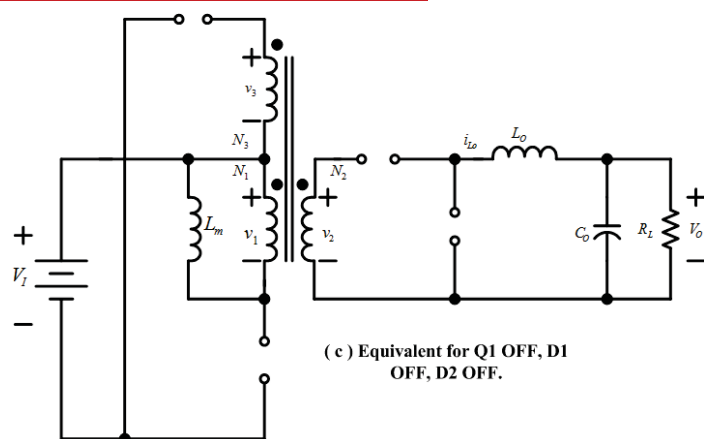 +
v3
−
N3
N1
N2
iLo
LO
+
VI
−
Lm
+
v1
−
+
v2
−
CO
RL
+
VO
−
( c ) Equivalent for Q1 OFF, D1
OFF, D2 OFF.